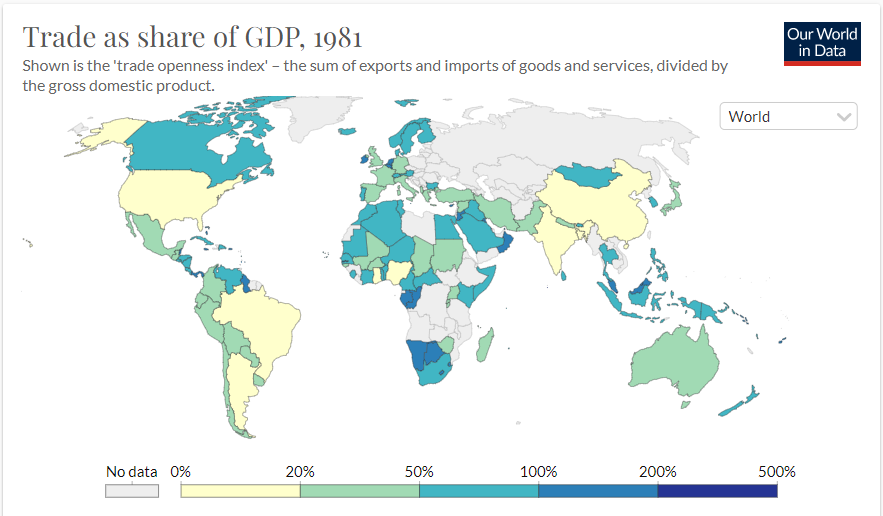 Trade as share of GDP, 1981
Our World
in Data
Shown is the 'trade openness index' – the sum of exports and imports of goods and services, divided by
the gross domestic product.
World
No data 0% 20% 50% 100% 200% 500%